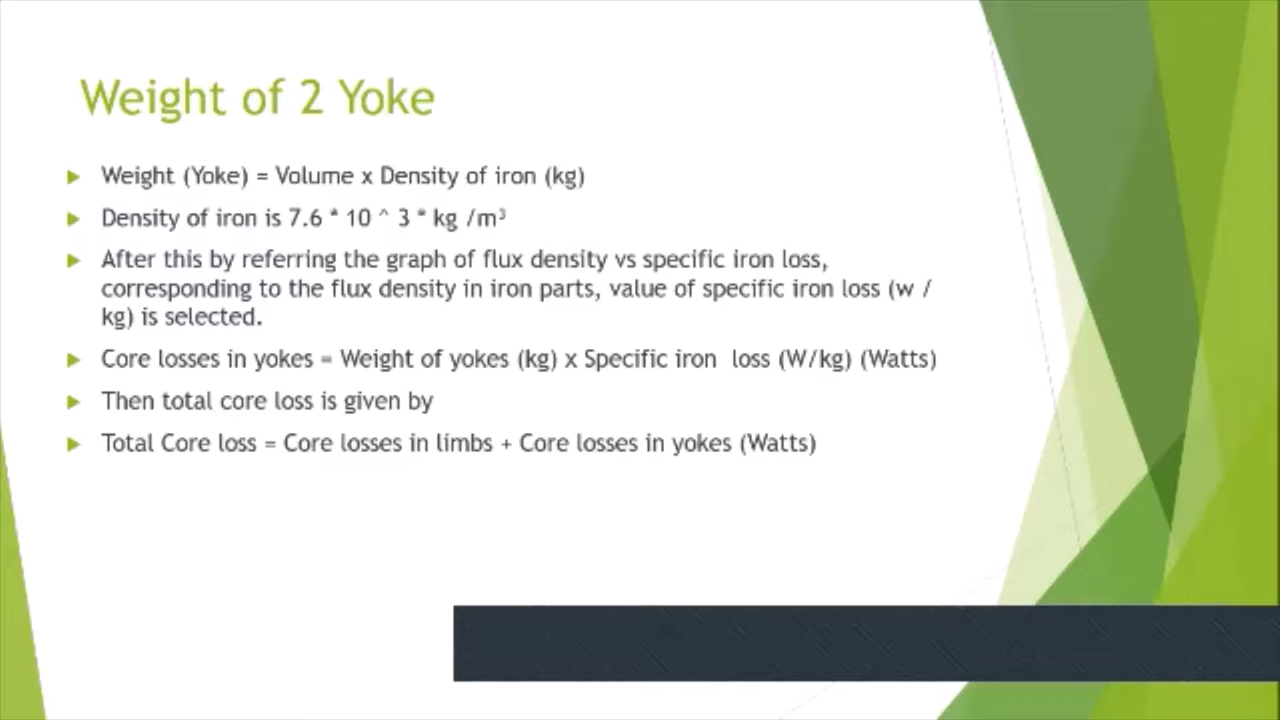 Weight of 2 Yoke
Weight (Yoke) = Volume x Density of iron (kg)
Density of iron is 7.6 * 10 ^ 3 * kg /m³
After this by referring the graph of flux density vs specific iron loss,
corresponding to the flux density in iron parts, value of specific iron loss (w /
kg) is selected.
Core losses in yokes = Weight of yokes (kg) x Specific iron loss (W/kg) (Watts)
Then total core loss is given by
Total Core loss = Core losses in limbs + Core losses in yokes (Watts)